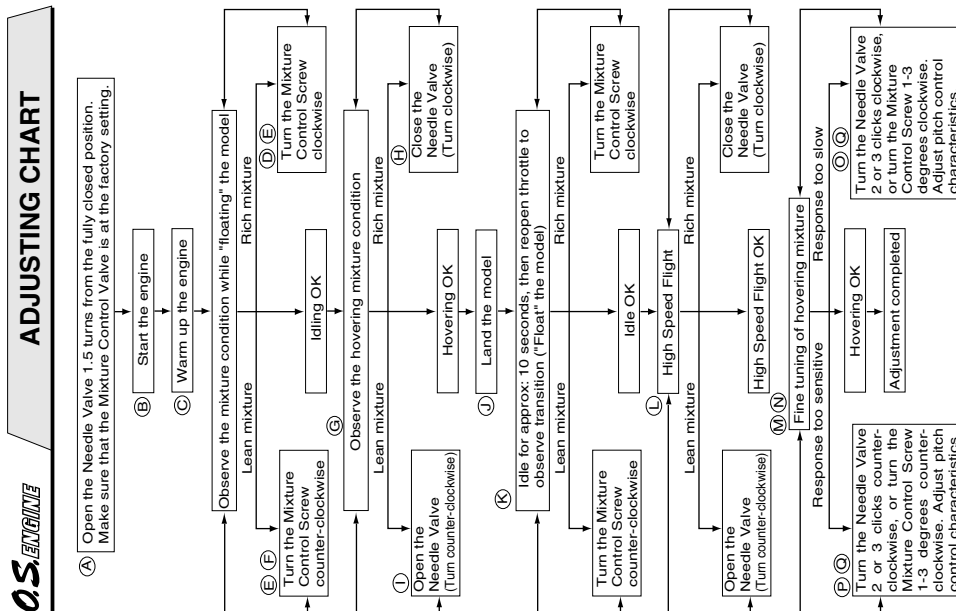 O.S.ENGINE
ADJUSTING CHART
A
Open the Needle Valve 1.5 turns from the fully closed position.
Make sure that the Mixture Control Valve is at the factory setting.
B
Start the engine
C
Warm up the engine
Observe the mixture condition while "floating" the model
Lean mixture
Rich mixture
E F
Turn the Mixture
Control Screw
counter-clockwise
Idling OK
D E
Turn the Mixture
Control Screw
clockwise
G
Observe the hovering mixture condition
Lean mixture
Rich mixture
I
Open the
Needle Valve
(Turn counter-clockwise)
Hovering OK
H
Close the
Needle Valve
(Turn clockwise)
J
Land the model
K
Idle for approx: 10 seconds, then reopen throttle to
observe transition ("Float" the model)
Lean mixture
Rich mixture
Turn the Mixture
Control Screw
counter-clockwise
Idle OK
Turn the Mixture
Control Screw
clockwise
L
High Speed Flight
Lean mixture
Rich mixture
Open the
Needle Valve
(Turn counter-clockwise)
High Speed Flight OK
Close the
Needle Valve
(Turn clockwise)
M N
Fine tuning of hovering mixture
Response too sensitive
Response too slow
P Q
Turn the Needle Valve
2 or 3 clicks counter-
clockwise, or turn the
Mixture Control Screw
1-3 degrees counter-
clockwise. Adjust pitch
control characteristics
Hovering OK
Adjustment completed
O Q
Turn the Needle Valve
2 or 3 clicks clockwise,
or turn the Mixture
Control Screw 1-3
degrees clockwise.
Adjust pitch control
characteristics